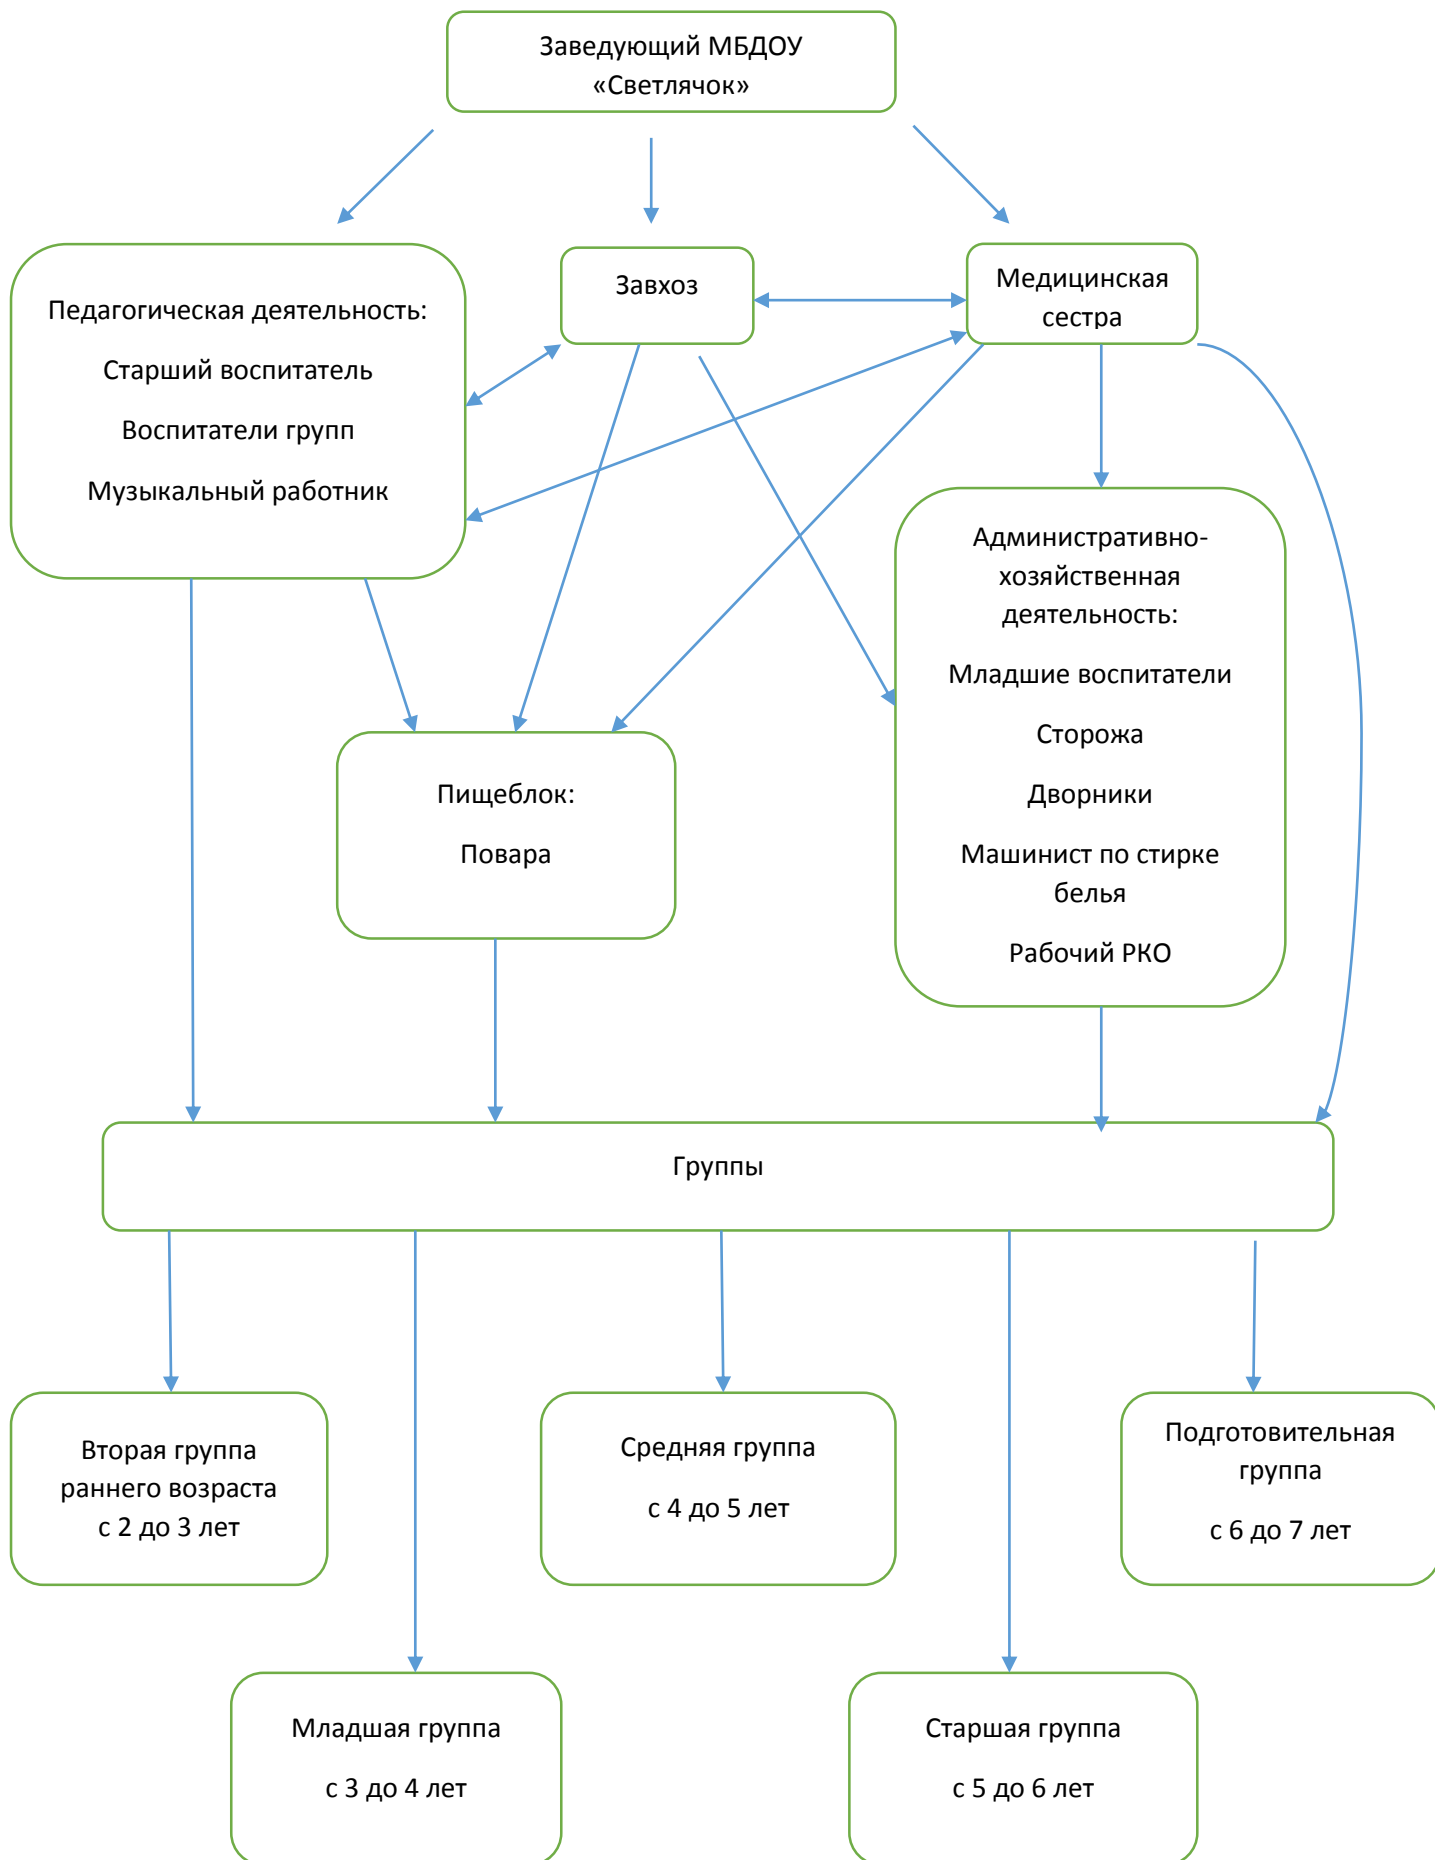 Заведующий МБДОУ
«Светлячок»
Педагогическая деятельность:
Старший воспитатель
Воспитатели групп
Музыкальный работник
Завхоз
Медицинская
сестра
Административно-
хозяйственная
деятельность:
Младшие воспитатели
Сторожа
Дворники
Машинист по стирке
белья
Рабочий РКО
Пищеблок:
Повара
Группы
Вторая группа
раннего возраста
с 2 до 3 лет
Средняя группа
с 4 до 5 лет
Подготовительная
группа
с 6 до 7 лет
Младшая группа
с 3 до 4 лет
Старшая группа
с 5 до 6 лет